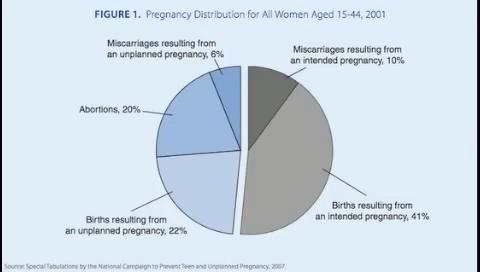 FIGURE 1. Pregnancy Distribution for All Women Aged 15-44, 2001
Miscarriages resulting from
an unplanned pregnancy, 6%
Miscarriages resulting from
an intended pregnancy, 10%
Abortions, 20%
Births resulting from
an unplanned pregnancy, 22%
Births resulting from
an intended pregnancy, 41%
Source: Special Tabulations by the National Campaign to Prevent Teen and Unplanned Pregnancy, 2007.